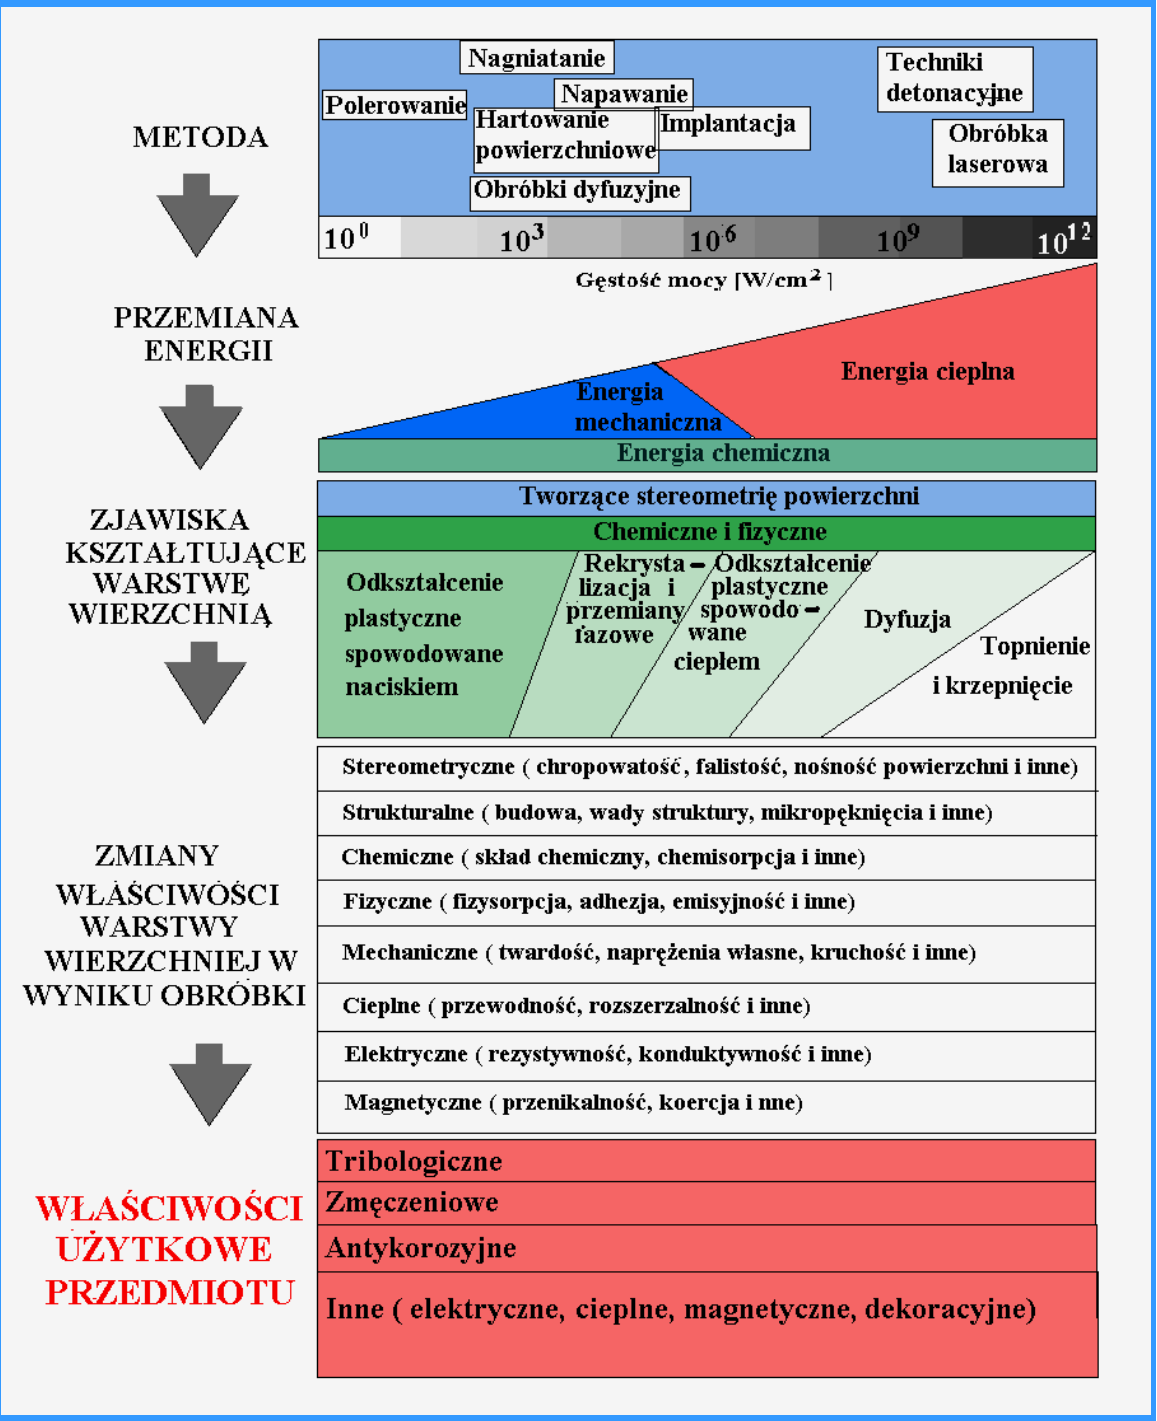 METODA
Nagniatanie
Polerowanie
Napawanie
Hartowanie
powierzchniowe
Implantacja
Obróbki dyfuzyjne
Techniki
detonacyjne
Obróbka
laserowa
10⁰ 10³ 10⁶ 10⁹ 10¹²
Gęstość mocy [W/cm²]
PRZEMIANA
ENERGII
Energia
mechaniczna
Energia cieplna
Energia chemiczna
ZJAWISKA
KSZTAŁTUJĄCE
WARSTWĘ
WIERZCHNIĄ
Tworzące stereometrię powierzchni
Chemiczne i fizyczne
Odkształcenie
plastyczne
spowodowane
naciskiem
Rekrysta-
lizacja i
przemiany
fazowe
Odkształcenie
plastyczne
spowodo-
wane
ciepłem
Dyfuzja
Topnienie
i krzepnięcie
ZMIANY
WŁAŚCIWOŚCI
WARSTWY
WIERZCHNIEJ W
WYNIKU OBRÓBKI
Stereometryczne ( chropowatość, falistość, nośność powierzchni i inne)
Strukturalne ( budowa, wady struktury, mikropęknięcia i inne)
Chemiczne ( skład chemiczny, chemisorpcja i inne)
Fizyczne ( fizysorpcja, adhezja, emisyjność i inne)
Mechaniczne ( twardość, naprężenia własne, kruchość i inne)
Cieplne ( przewodność, rozszerzalność i inne)
Elektryczne ( rezystywność, konduktywność i inne)
Magnetyczne ( przenikalność, koercja i nne)
WŁAŚCIWOŚCI
UŻYTKOWE
PRZEDMIOTU
Tribologiczne
Zmęczeniowe
Antykorozyjne
Inne ( elektryczne, cieplne, magnetyczne, dekoracyjne)